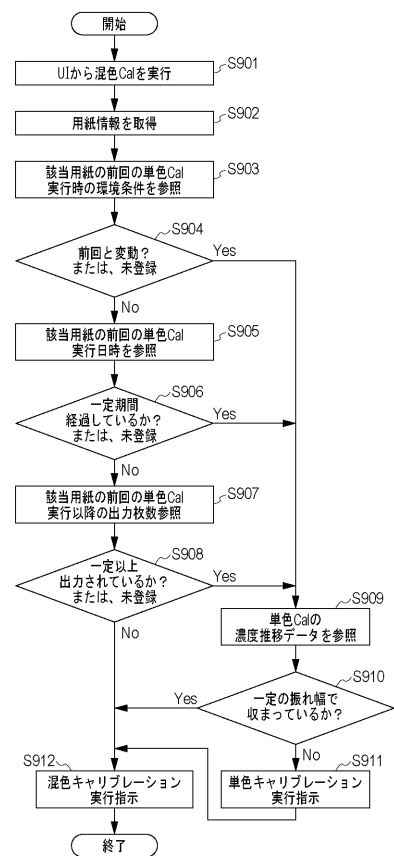 開始
UIから混色Calを実行
S901
用紙情報を取得
S902
該当用紙の前回の単色Cal
実行時の環境条件を参照
S903
前回と変動？
または、未登録
S904
Yes
No
該当用紙の前回の単色Cal
実行日時を参照
S905
一定期間
経過しているか？
または、未登録
S906
Yes
No
該当用紙の前回の単色Cal
実行以降の出力枚数参照
S907
一定以上
出力されているか？
または、未登録
S908
Yes
No
単色Calの
濃度推移データを参照
S909
一定の振れ幅で
収まっているか？
S910
Yes
No
単色キャリブレーション
実行指示
S911
混色キャリブレーション
実行指示
S912
終了